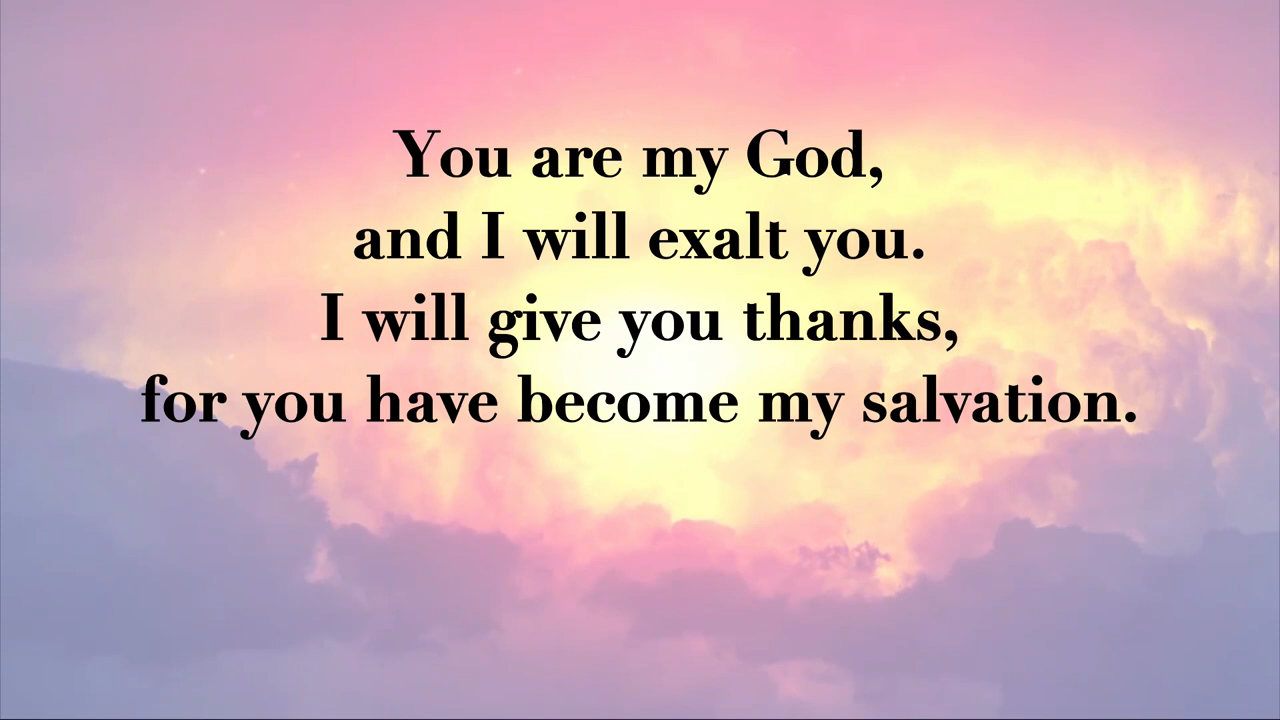 You are my God,
and I will exalt you.
I will give you thanks,
for you have become my salvation.